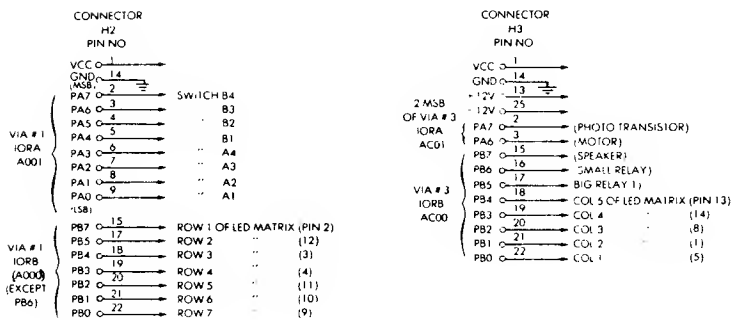 CONNECTOR
H2
PIN NO
VCC 1
GND 14
(MSB)
PA7 2 SWITCH B4
PA6 3 B3
PA5 4 " B2
PA4 5 B1
PA3 6 " A4
PA2 7 " A3
PA1 8 " A2
PA0 9 " A1
(LSB)
VIA #1
IORA
A001
PB7 15 ROW 1 OF LED MATRIX (PIN 2)
PB5 17 ROW 2 " (12)
PB4 18 ROW 3 " (3)
PB3 19 ROW 4 " (4)
PB2 20 ROW 5 " (11)
PB1 21 ROW 6 " (10)
PB0 22 ROW 7 " (9)
VIA #1
IORB
(A000)
(EXCEPT
PB6)
CONNECTOR
H3
PIN NO
VCC 1
GND 14
12V 13
12V 25
2 MSB
OF VIA #3
IORA
AC01
PA7 2 (PHOTO TRANSISTOR)
PA6 3 (MOTOR)
VIA #3
IORB
AC00
PB7 15 (SPEAKER)
PB6 16 SMALL RELAY)
PB5 17 BIG RELAY 1)
PB4 18 COL 5 OF LED MATRIX (PIN 13)
PB3 19 COL 4 " (14)
PB2 20 COL 3 " (8)
PB1 21 COL 2 " (1)
PB0 22 COL 1 (5)